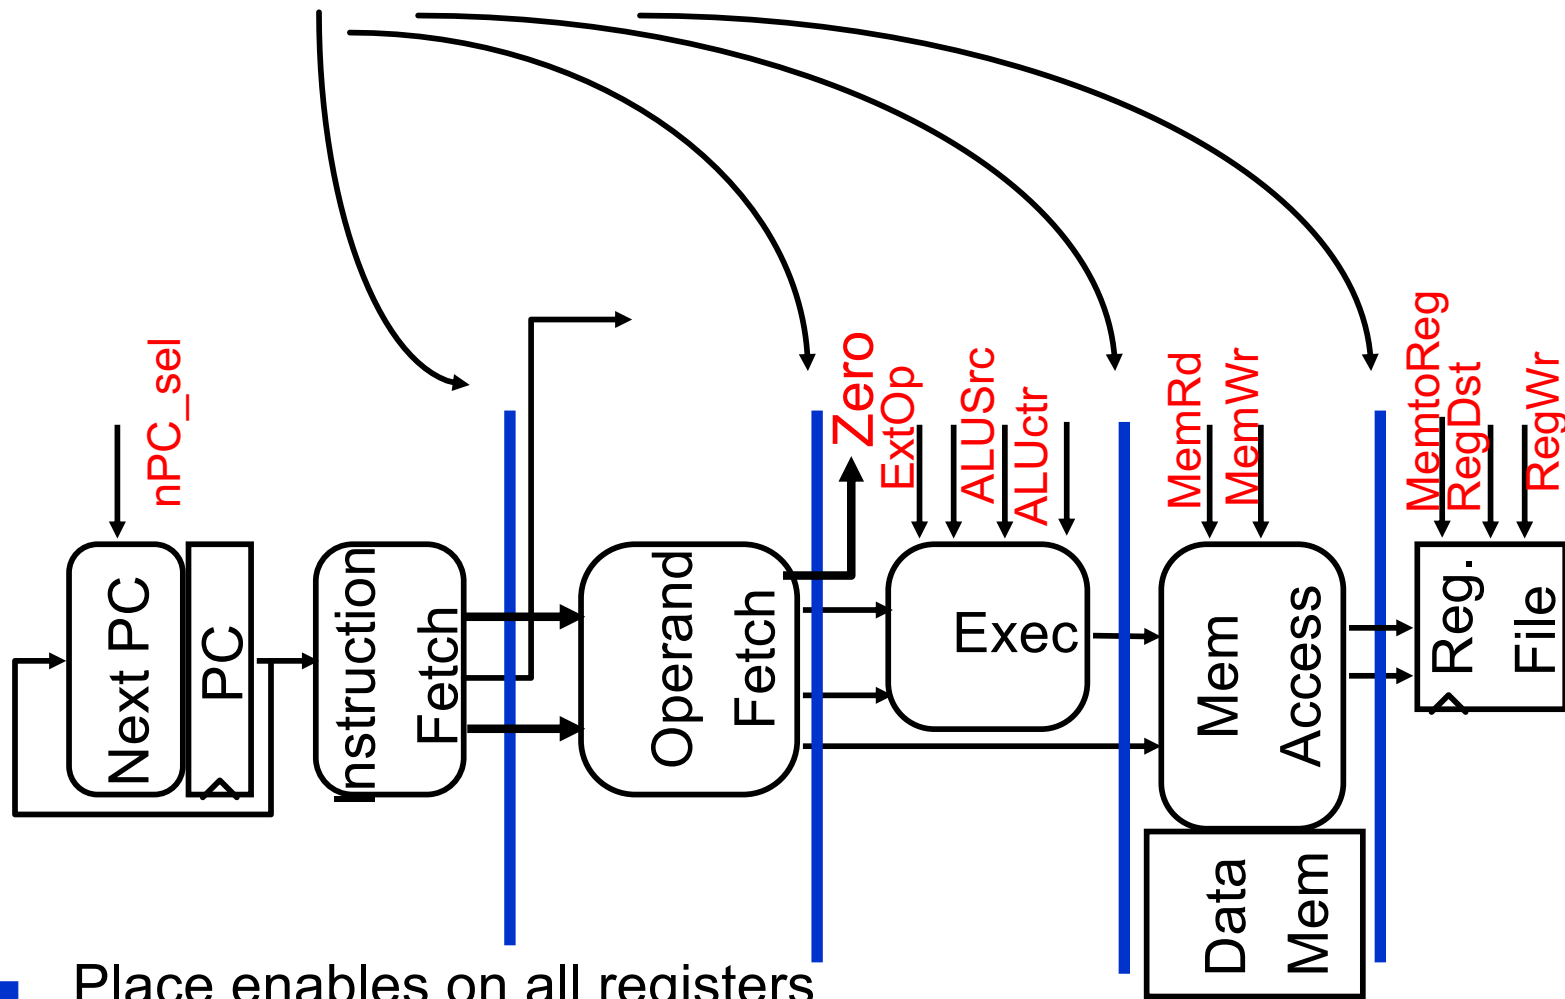 nPC_sel
Next PC
PC
Instruction
Fetch
Operand
Fetch
Zero
ExtOp
ALUSrc
ALUctr
Exec
MemRd
MemWr
Mem
Access
Data
Mem
MemtoReg
RegDst
RegWr
Reg.
File
Place enables on all registers